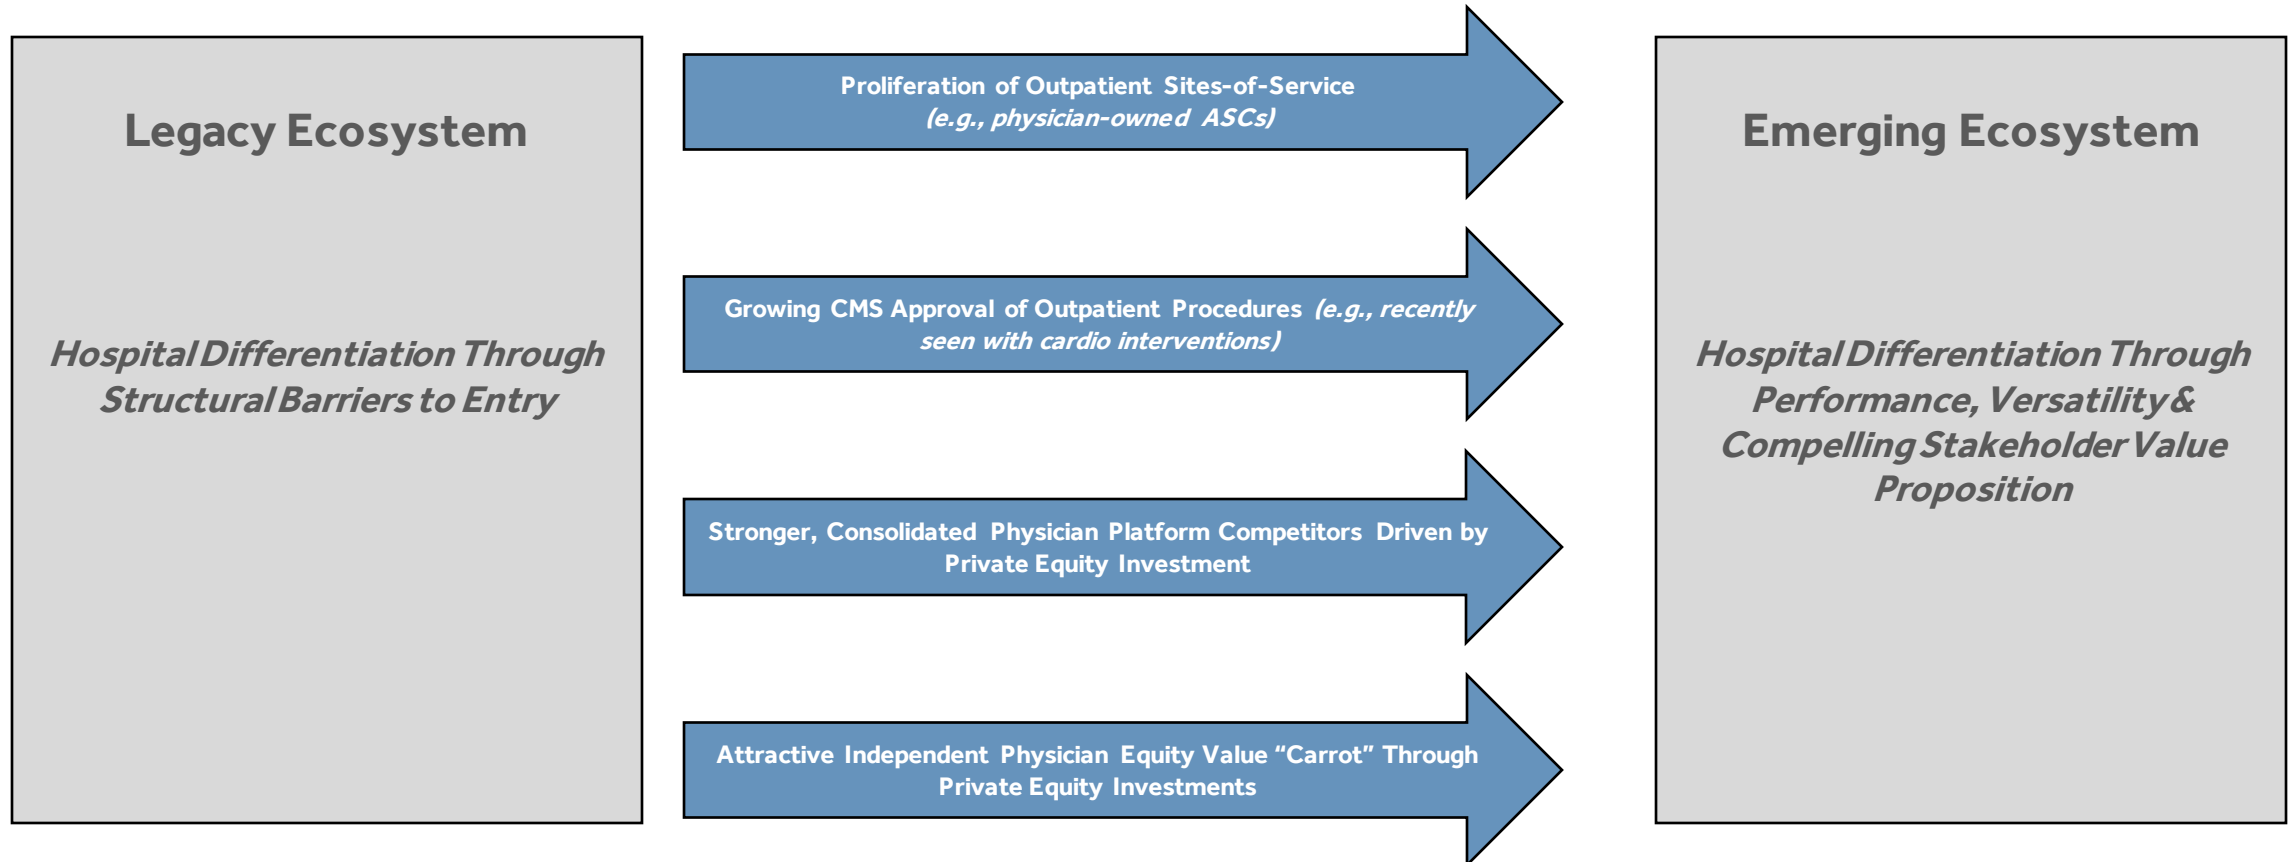 Legacy Ecosystem
Hospital Differentiation Through
Structural Barriers to Entry
Proliferation of Outpatient Sites-of-Service
(e.g., physician-owned ASCs)
Growing CMS Approval of Outpatient Procedures (e.g., recently
seen with cardio interventions)
Stronger, Consolidated Physician Platform Competitors Driven by
Private Equity Investment
Attractive Independent Physician Equity Value “Carrot” Through
Private Equity Investments
Emerging Ecosystem
Hospital Differentiation Through
Performance, Versatility &
Compelling Stakeholder Value
Proposition